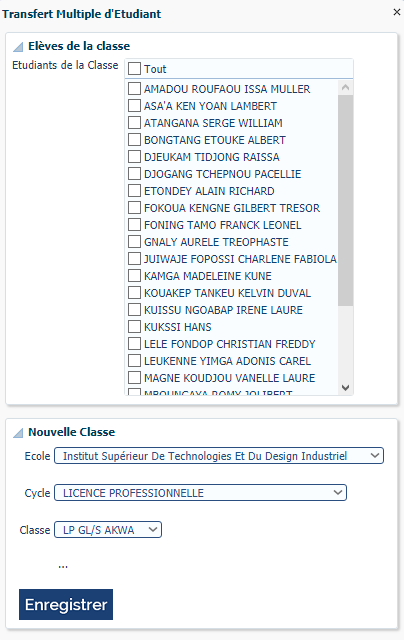 Transfert Multiple d'Etudiant
Elèves de la classe
Etudiants de la Classe
Tout
AMADOU ROUFAOU ISSA MULLER
ASA'A KEN YOAN LAMBERT
ATANGANA SERGE WILLIAM
BONGTANG ETOUKE ALBERT
DJEUKAM TIDJONG RAISSA
DJOGANG TCHEPNOU PACELLIE
ETONDEY ALAIN RICHARD
FOKOUA KENGNE GILBERT TRESOR
FONING TAMO FRANCK LEONEL
GNALY AURELE TREOPHASTE
JUIWAJE FOPOSSI CHARLENE FABIOLA
KAMGA MADELEINE KUNE
KOUAKEP TANKEU KELVIN DUVAL
KUISSU NGOABAP IRENE LAURE
KUKSSI HANS
LELE FONDOP CHRISTIAN FREDDY
LEUKENNE YIMGA ADONIS CAREL
MAGNE KOUDJOU VANELLE LAURE
MBOUNGAYA ROMY JOLIBERT
Nouvelle Classe
Ecole Institut Supérieur De Technologies Et Du Design Industriel
Cycle LICENCE PROFESSIONNELLE
Classe LP GL/S AKWA
...
Enregistrer